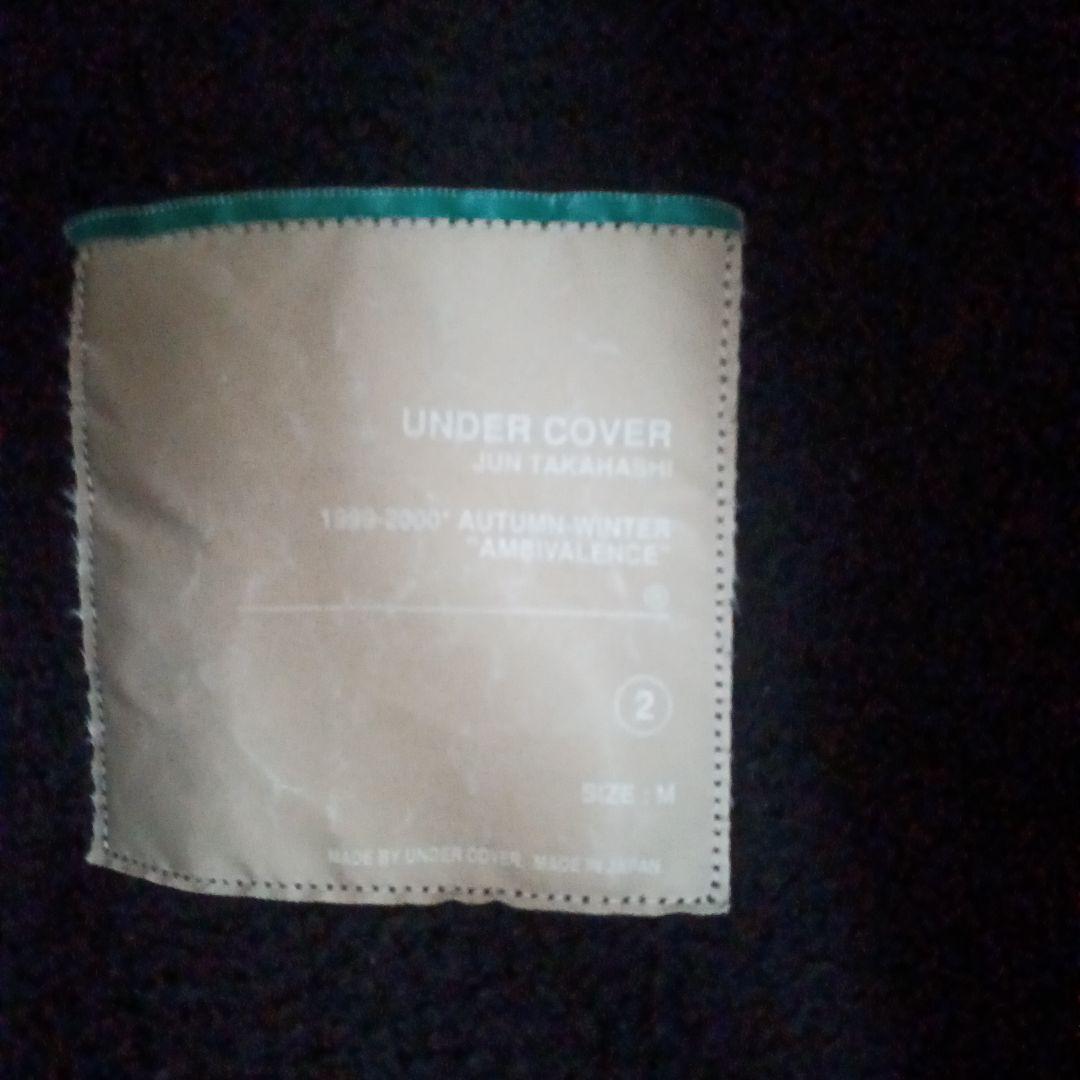 UNDER COVER
JUN TAKAHASHI
1999-2000' AUTUMN-WINTER
"AMBIVALENCE"
2
SIZE : M
MADE BY UNDER COVER MADE IN JAPAN